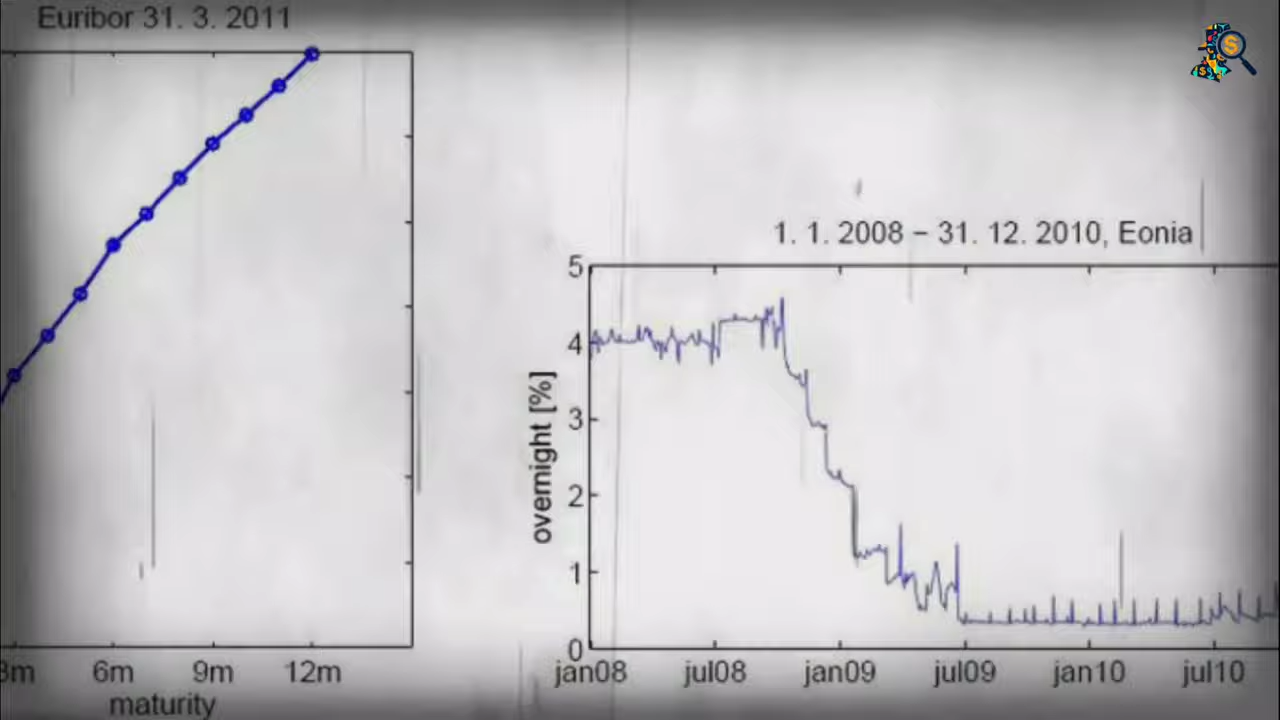 Euribor 31. 3. 2011
3m 6m 9m 12m
maturity
1. 1. 2008 − 31. 12. 2010, Eonia
overnight [%]
5
4
3
2
1
0
jan08 jul08 jan09 jul09 jan10 jul10